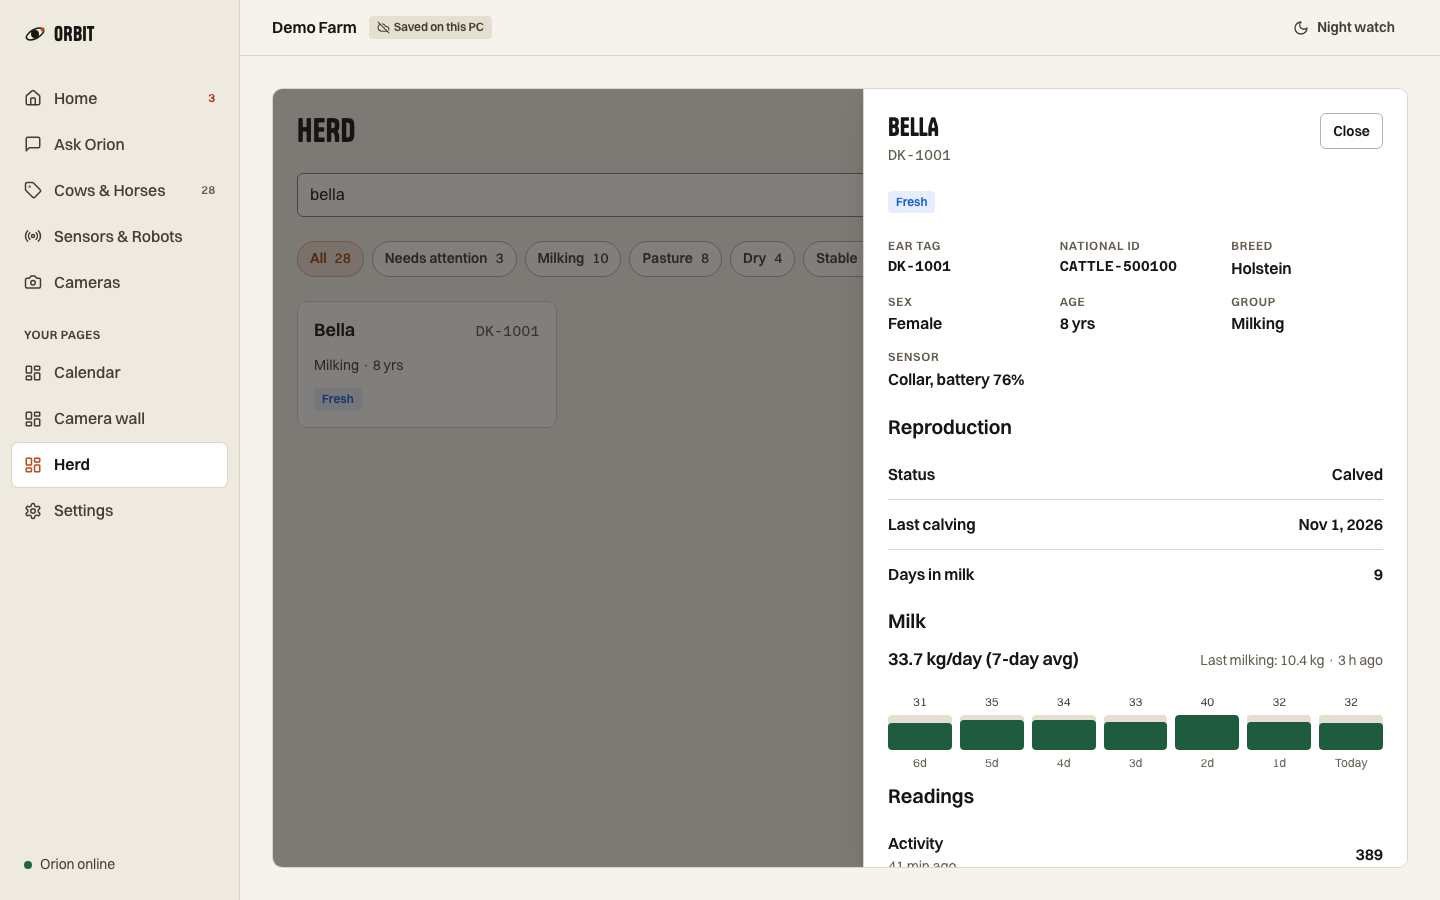 ORBIT
Home 3
Ask Orion
Cows & Horses 28
Sensors & Robots
Cameras
YOUR PAGES
Calendar
Camera wall
Herd
Settings
Orion online
Demo Farm Saved on this PC Night watch
HERD
bella
All 28 Needs attention 3 Milking 10 Pasture 8 Dry 4 Stable
Bella DK-1001
Milking · 8 yrs
Fresh
BELLA
DK-1001
Close
Fresh
EAR TAG NATIONAL ID BREED
DK-1001 CATTLE-500100 Holstein
SEX AGE GROUP
Female 8 yrs Milking
SENSOR
Collar, battery 76%
Reproduction
Status Calved
Last calving Nov 1, 2026
Days in milk 9
Milk
33.7 kg/day (7-day avg) Last milking: 10.4 kg · 3 h ago
31 35 34 33 40 32 32
6d 5d 4d 3d 2d 1d Today
Readings
Activity 389
41 min ago